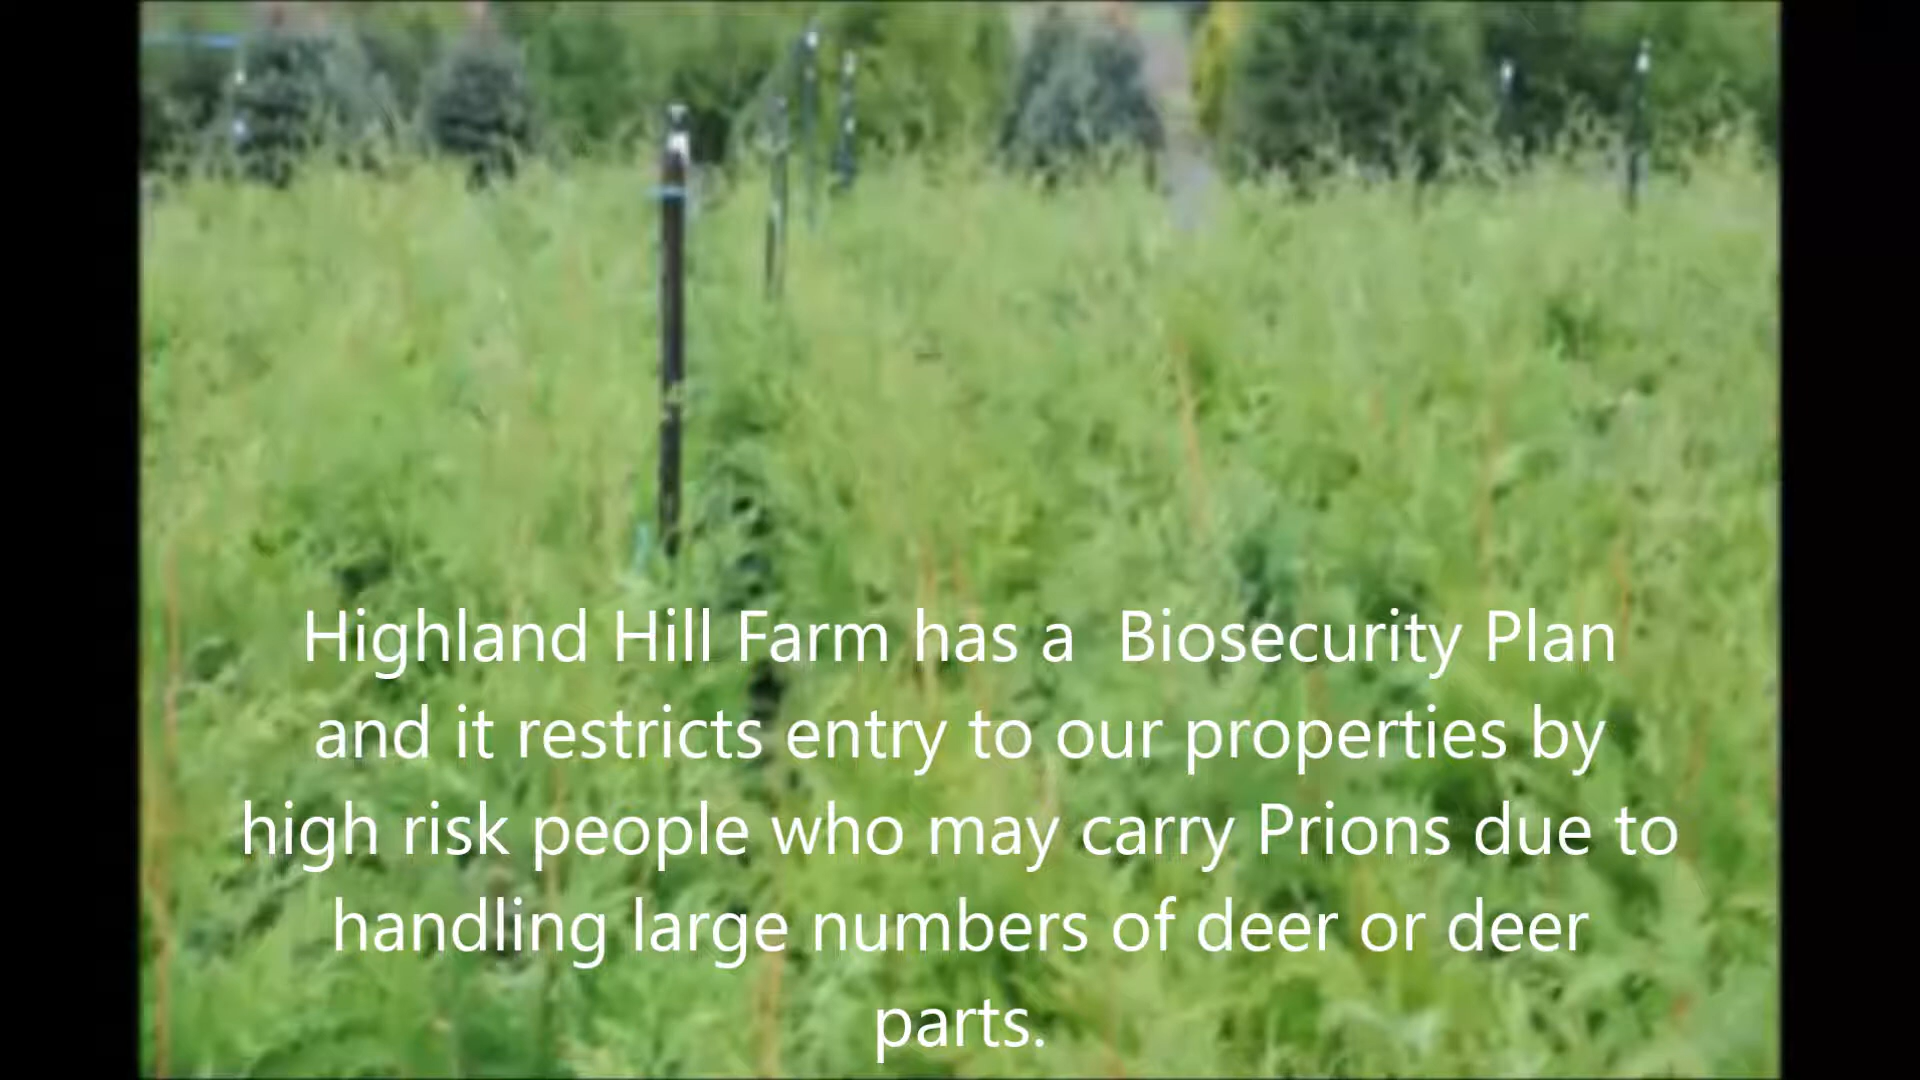 Highland Hill Farm has a  Biosecurity Plan
and it restricts entry to our properties by
high risk people who may carry Prions due to
handling large numbers of deer or deer
parts.